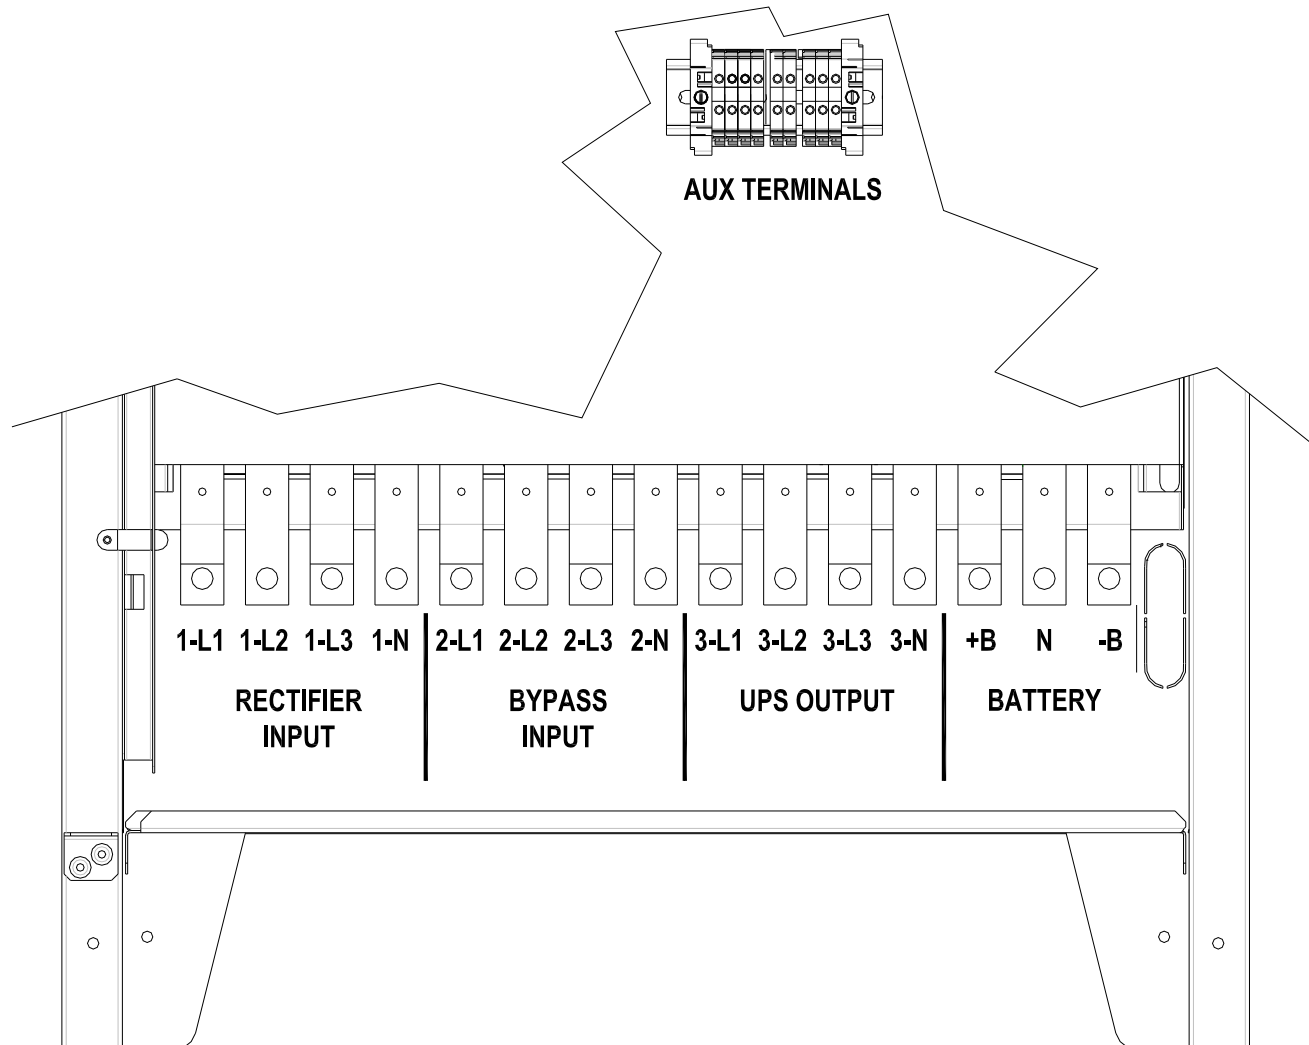 AUX TERMINALS
1-L1 1-L2 1-L3 1-N 2-L1 2-L2 2-L3 2-N 3-L1 3-L2 3-L3 3-N +B N -B
RECTIFIER
INPUT
BYPASS
INPUT
UPS OUTPUT
BATTERY